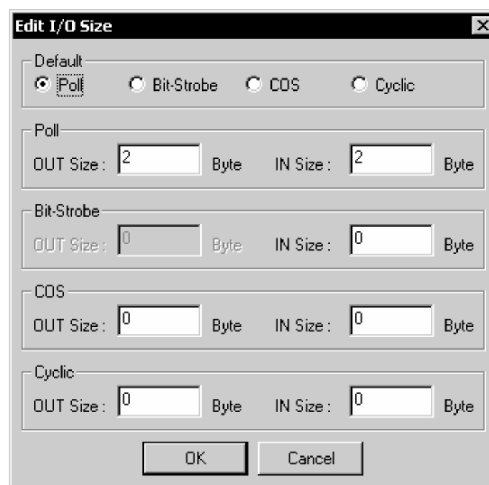 Edit I/O Size
Default
Poll Bit-Strobe COS Cyclic
Poll
OUT Size : 2 Byte IN Size : 2 Byte
Bit-Strobe
OUT Size : 0 Byte IN Size : 0 Byte
COS
OUT Size : 0 Byte IN Size : 0 Byte
Cyclic
OUT Size : 0 Byte IN Size : 0 Byte
OK Cancel